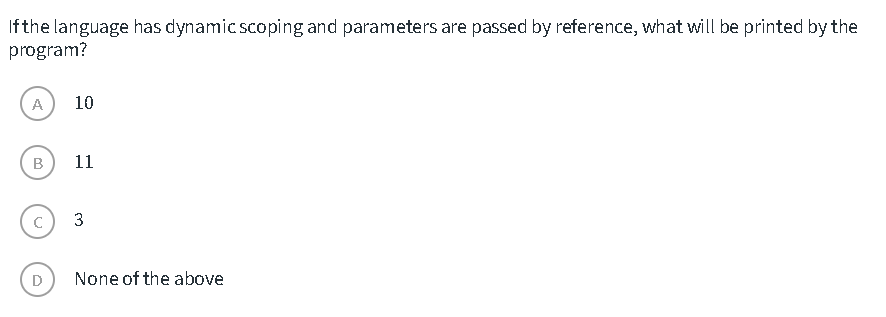 If the language has dynamic scoping and parameters are passed by reference, what will be printed by the
program?
A 10
B 11
C 3
D None of the above